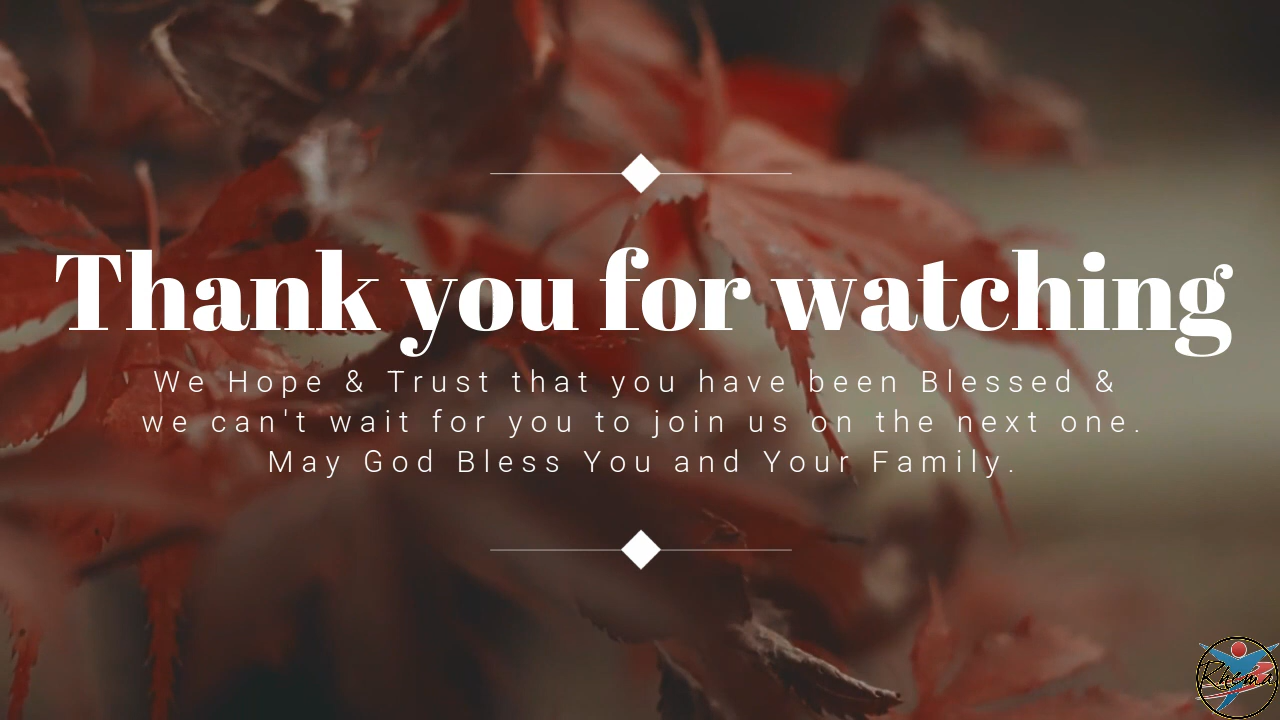 Thank you for watching
We Hope & Trust that you have been Blessed &
we can't wait for you to join us on the next one.
May God Bless You and Your Family.
Rhema